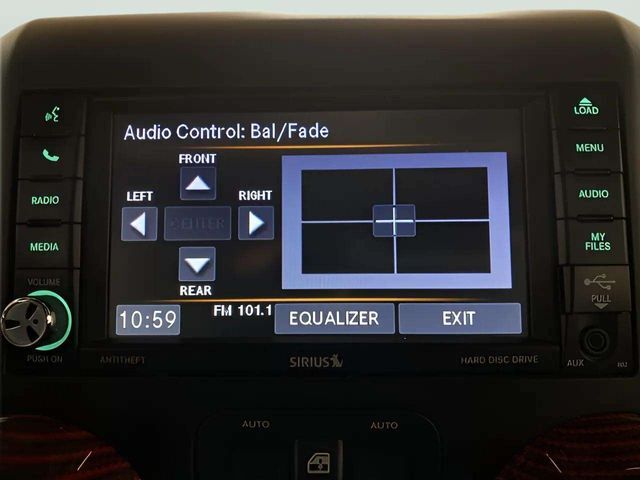 LOAD
Audio Control: Bal/Fade
FRONT
MENU
LEFT
RIGHT
RADIO
CENTER
AUDIO
MEDIA
MY
FILES
REAR
VOLUME
PULL
10:59
FM 101.1
EQUALIZER
EXIT
PUSH ON
ANTITHEFT
SIRIUS
HARD DISC DRIVE
AUX
AUTO
AUTO